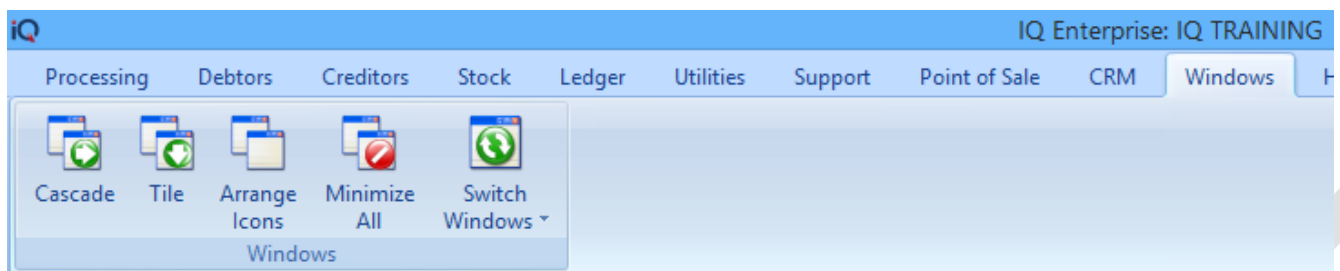 iQ IQ Enterprise: IQ TRAINING
Processing Debtors Creditors Stock Ledger Utilities Support Point of Sale CRM Windows H
Cascade Tile Arrange Minimize Switch
Icons All Windows
Windows